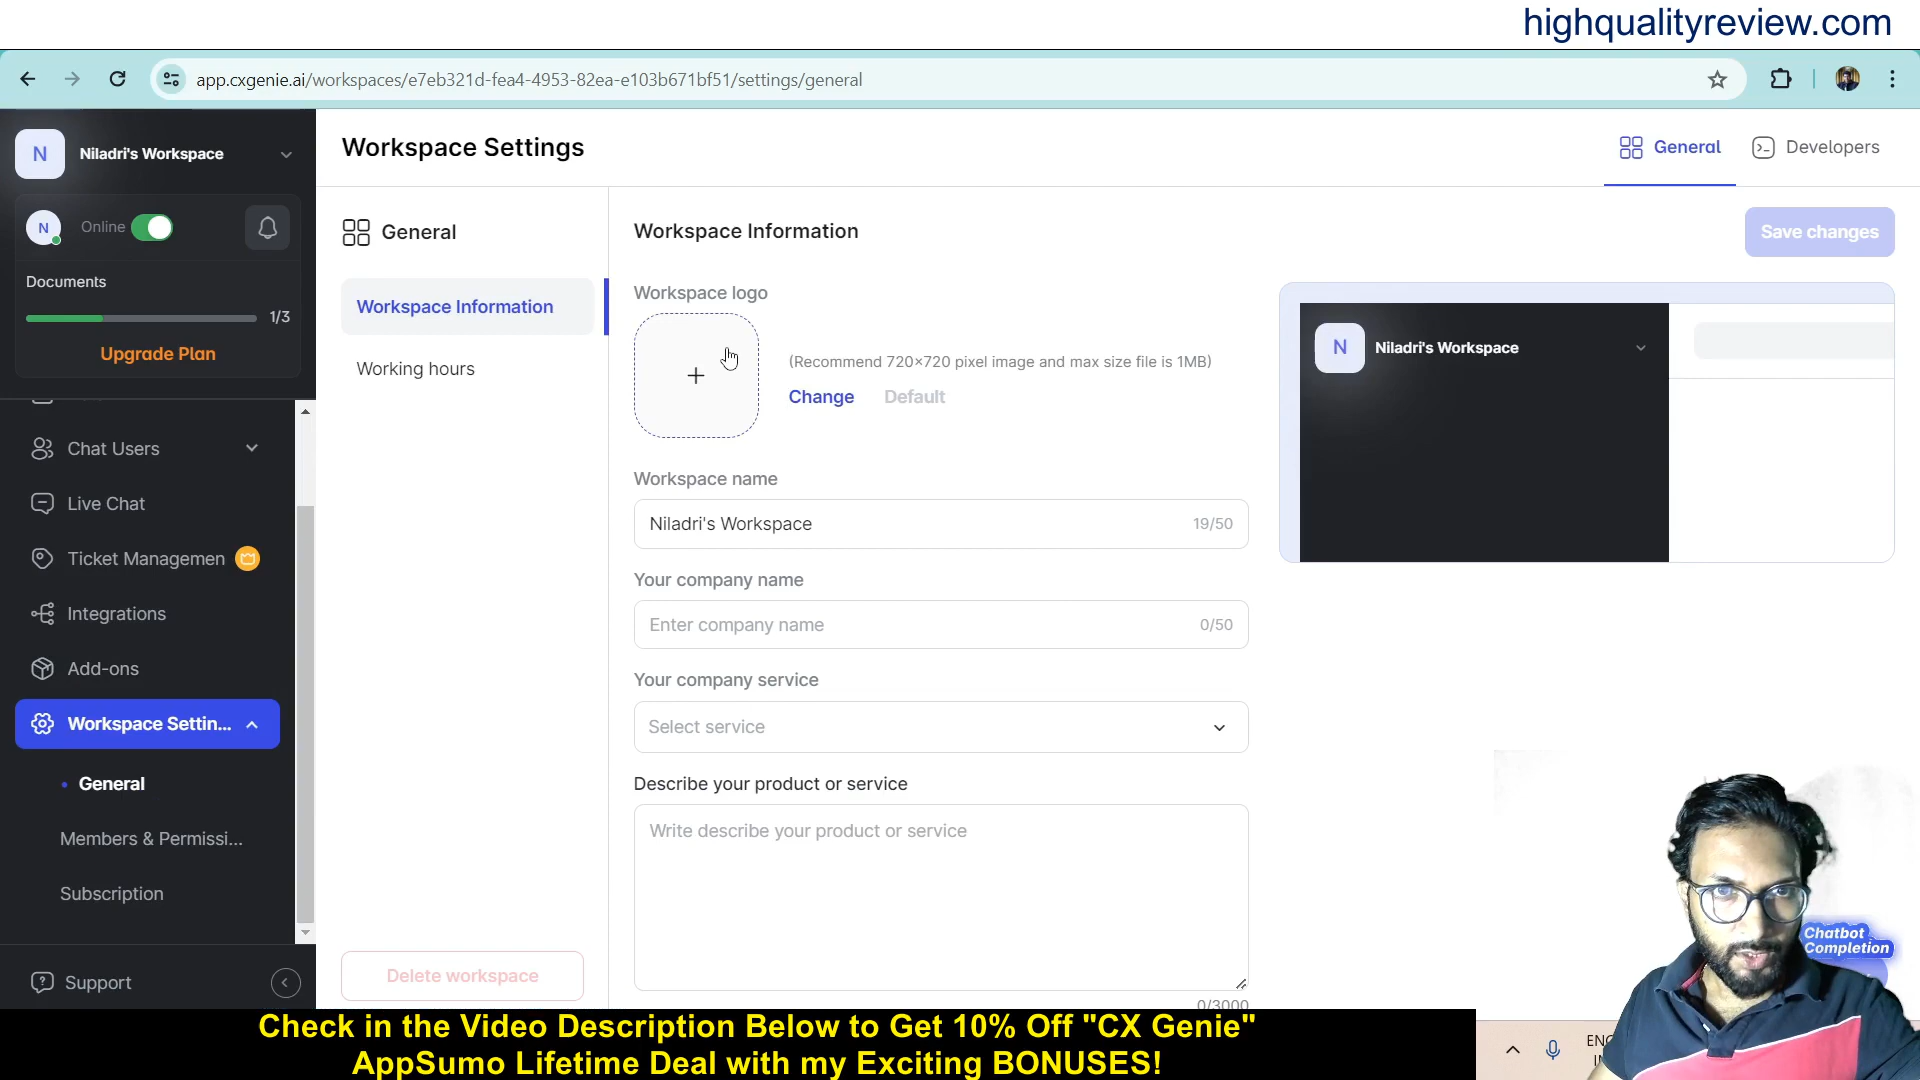 highqualityreview.com
app.cxgenie.ai/workspaces/e7eb321d-fea4-4953-82ea-e103b671bf51/settings/general
N
Niladri's Workspace
N
Online
Documents
1/3
Upgrade Plan
Chat Users
Live Chat
Ticket Managemen
Integrations
Add-ons
Workspace Settin...
General
Members & Permissi...
Subscription
Support
Workspace Settings
General
Developers
General
Workspace Information
Working hours
Delete workspace
Workspace Information
Save changes
Workspace logo
(Recommend 720×720 pixel image and max size file is 1MB)
Change
Default
Workspace name
Niladri's Workspace
19/50
Your company name
Enter company name
0/50
Your company service
Select service
Describe your product or service
Write describe your product or service
0/3000
N
Niladri's Workspace
Chatbot
Completion
Check in the Video Description Below to Get 10% Off "CX Genie"
AppSumo Lifetime Deal with my Exciting BONUSES!